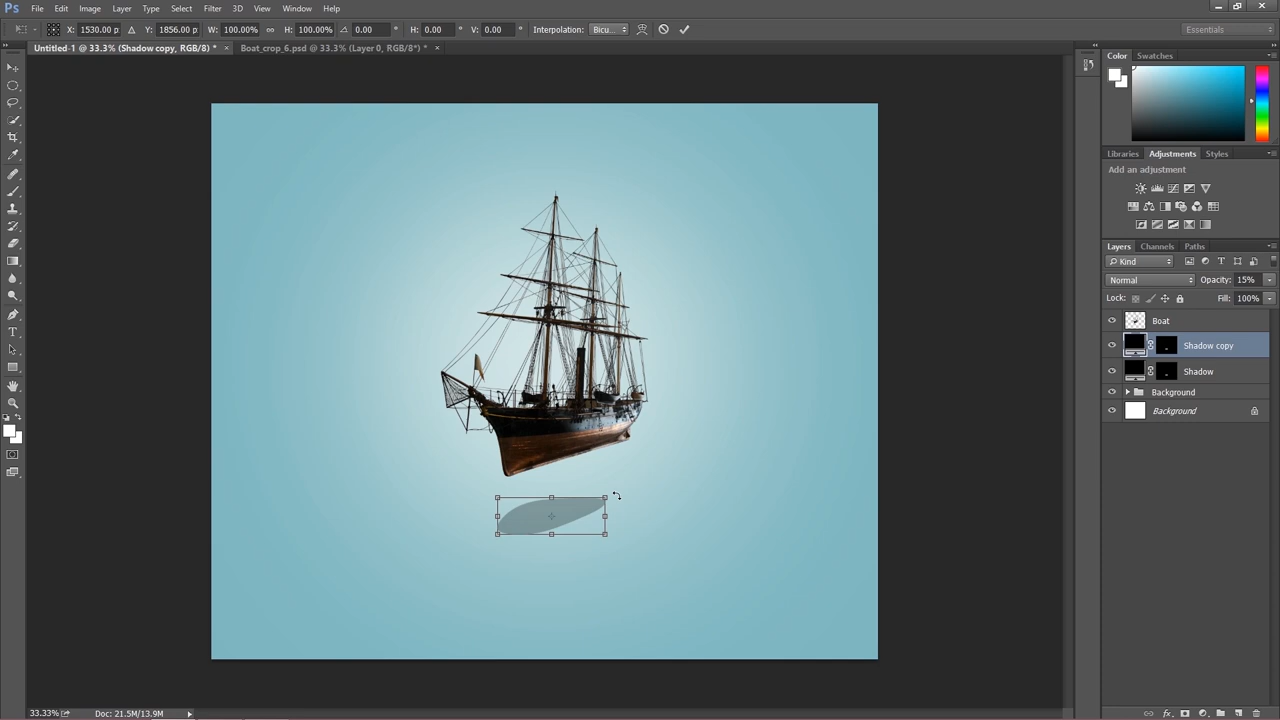 Ps File Edit Image Layer Type Select Filter 3D View Window Help
X: 1530.00 p Y: 1856.00 p W: 100.00% H: 100.00% 0.00 ° H: 0.00 ° V: 0.00 ° Interpolation: Bicu... Essentials
Untitled-1 @ 33.3% (Shadow copy, RGB/8) * × Boat_crop_6.psd @ 33.3% (Layer 0, RGB/8*) * ×
Color Swatches
Libraries Adjustments Styles
Add an adjustment
Layers Channels Paths
Kind
Normal Opacity: 15%
Lock: Fill: 100%
Boat
Shadow copy
Shadow
Background
Background
33.33% Doc: 21.5M/13.9M